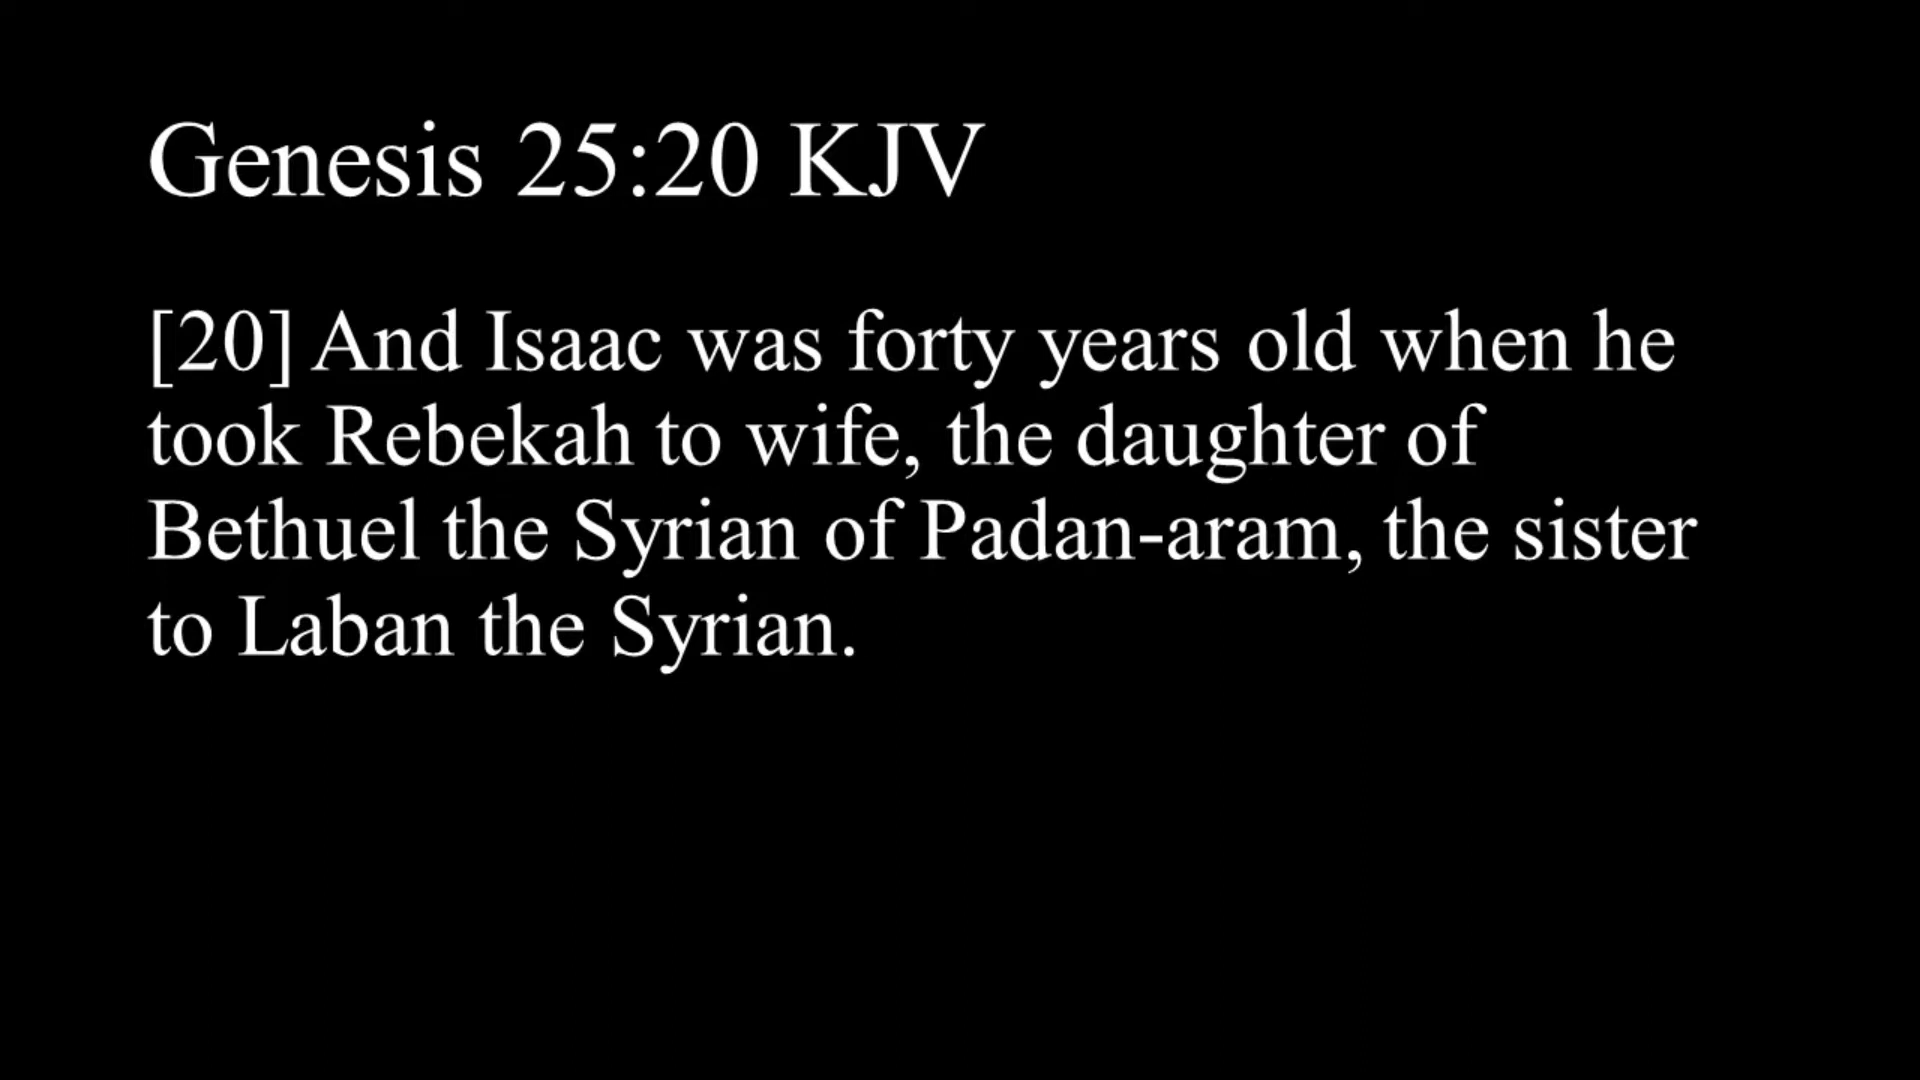 Genesis 25:20 KJV
[20] And Isaac was forty years old when he
took Rebekah to wife, the daughter of
Bethuel the Syrian of Padan-aram, the sister
to Laban the Syrian.